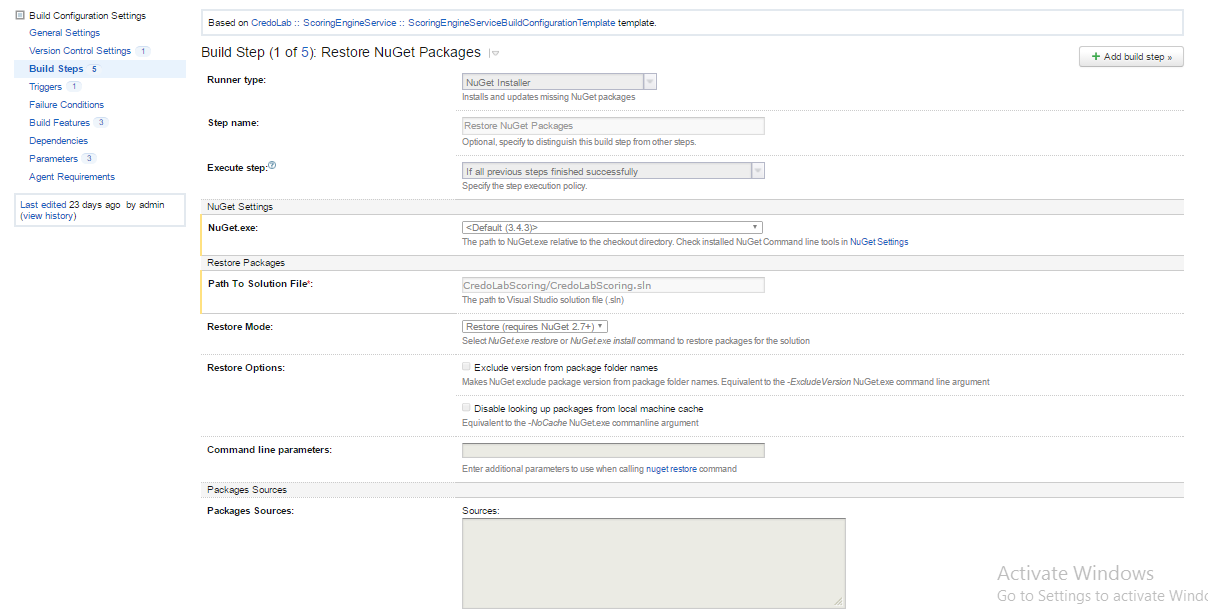 Build Configuration Settings
General Settings
Version Control Settings 1
Build Steps 5
Triggers 1
Failure Conditions
Build Features 3
Dependencies
Parameters 3
Agent Requirements
Last edited 23 days ago by admin
(view history)
Based on CredoLab :: ScoringEngineService :: ScoringEngineServiceBuildConfigurationTemplate template.
Build Step (1 of 5): Restore NuGet Packages
+ Add build step »
Runner type:
NuGet Installer
Installs and updates missing NuGet packages
Step name:
Restore NuGet Packages
Optional, specify to distinguish this build step from other steps.
Execute step: ?
If all previous steps finished successfully
Specify the step execution policy.
NuGet Settings
NuGet.exe:
<Default (3.4.3)>
The path to NuGet.exe relative to the checkout directory. Check installed NuGet Command line tools in NuGet Settings
Restore Packages
Path To Solution File*:
CredoLabScoring/CredoLabScoring.sln
The path to Visual Studio solution file (.sln)
Restore Mode:
Restore (requires NuGet 2.7+)
Select NuGet.exe restore or NuGet.exe install command to restore packages for the solution
Restore Options:
Exclude version from package folder names
Makes NuGet exclude package version from package folder names. Equivalent to the -ExcludeVersion NuGet.exe command line argument
Disable looking up packages from local machine cache
Equivalent to the -NoCache NuGet.exe commanline argument
Command line parameters:
Enter additional parameters to use when calling nuget restore command
Packages Sources
Packages Sources:
Sources:
Activate Windows
Go to Settings to activate Windo